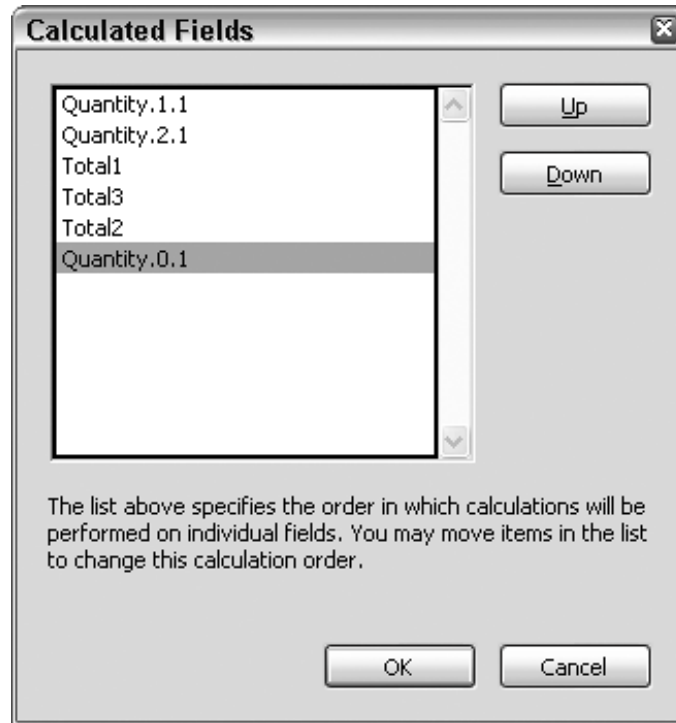 Calculated Fields
Quantity.1.1
Quantity.2.1
Total1
Total3
Total2
Quantity.0.1
Up
Down
The list above specifies the order in which calculations will be
performed on individual fields. You may move items in the list
to change this calculation order.
OK
Cancel